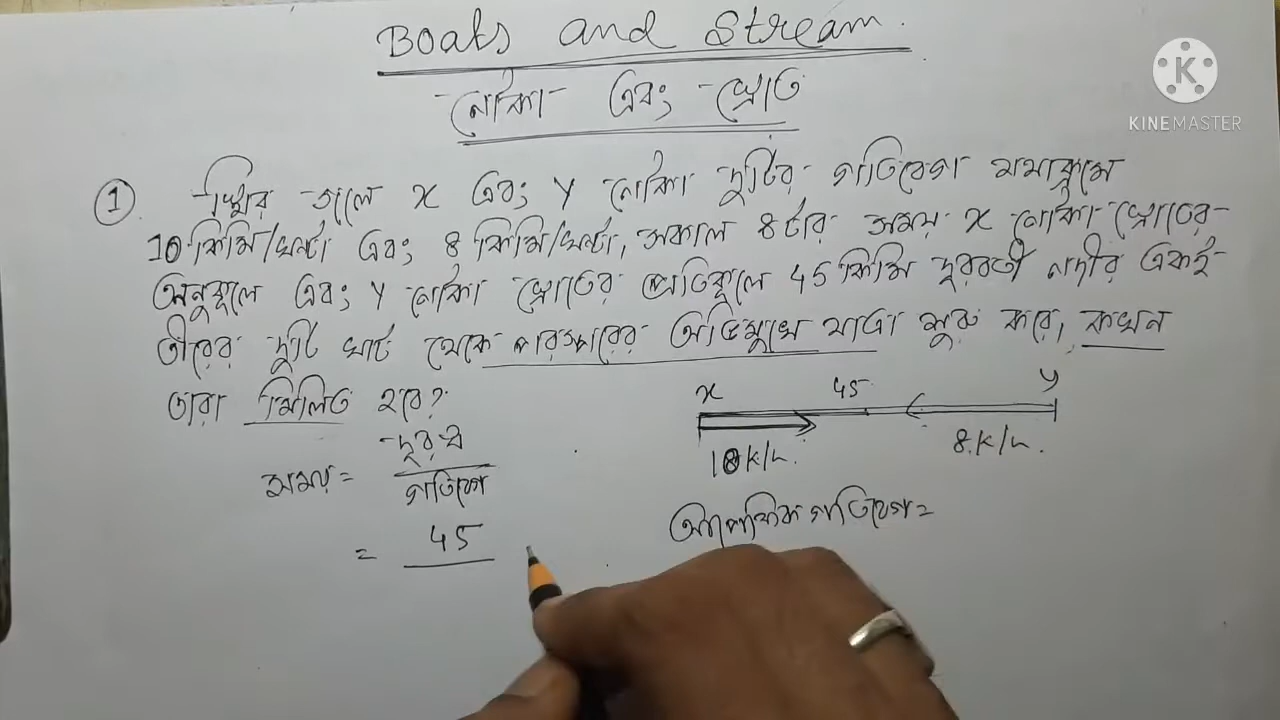 Boats and Stream.
নৌকা এবং স্রোত
KINEMASTER
① স্থির জলে x এবং y নৌকা দুটির গতিবেগ যথাক্রমে
10 কিমি/ঘন্টা এবং 8 কিমি/ঘন্টা, সকাল ৪টার সময় x নৌকা স্রোতের
অনুকূলে এবং y নৌকা স্রোতের প্রতিকূলে 45 কিমি দূরবর্তী নদীর একই
তীরের দুটি ঘাট থেকে পরস্পরের অভিমুখে যাত্রা শুরু করে, কখন
তারা মিলিত হবে?
x 45 y
10 K/h. 8 K/h.
সময় = দূরত্ব
গতিবেগ
= 45
আপেক্ষিক গতিবেগ =